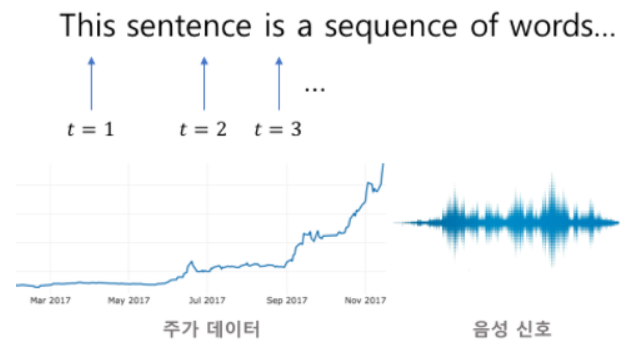 This sentence is a sequence of words...
...
t = 1 t = 2 t = 3
Mar 2017 May 2017 Jul 2017 Sep 2017 Nov 2017
주가 데이터 음성 신호